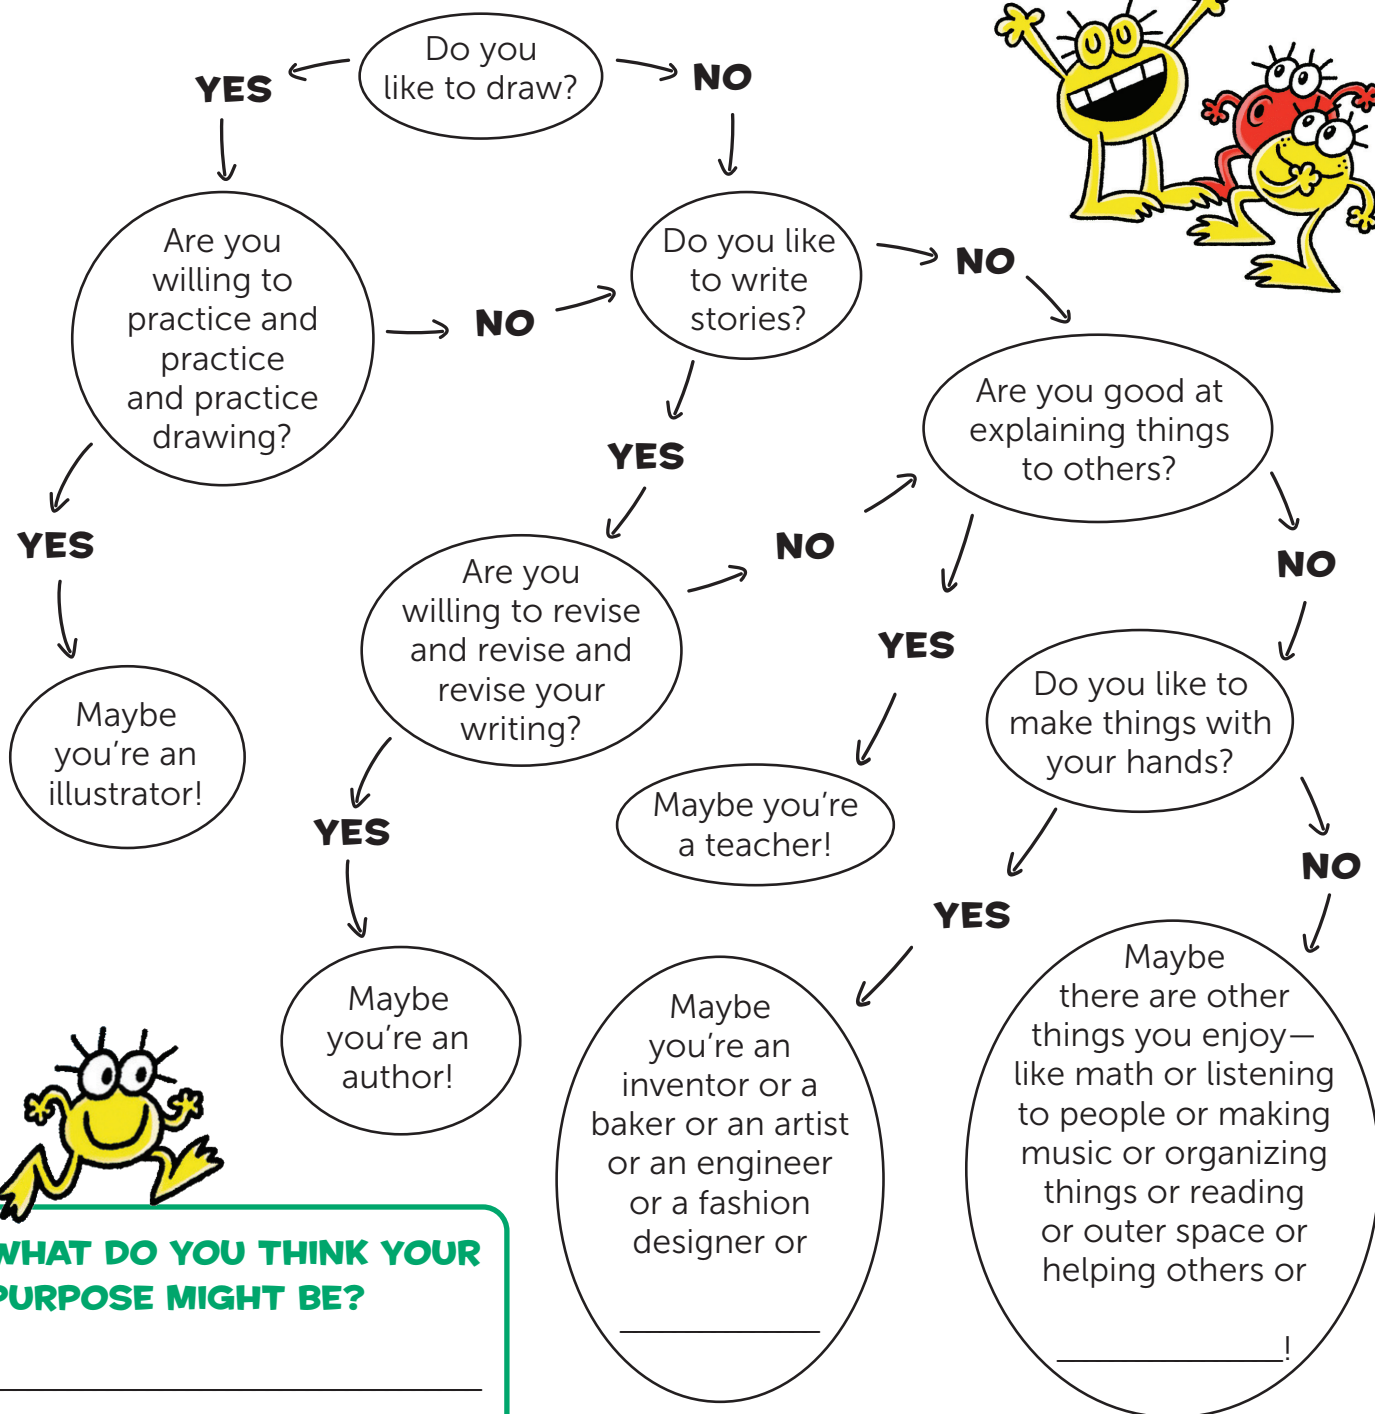 Do you
like to draw?
YES
NO
Are you
willing to
practice and
practice
and practice
drawing?
NO
Do you like
to write
stories?
NO
YES
Are you good at
explaining things
to others?
YES
NO
NO
Are you
willing to revise
and revise and
revise your
writing?
YES
Do you like to
make things with
your hands?
Maybe
you're an
illustrator!
YES
Maybe you're
a teacher!
NO
YES
Maybe
you're an
author!
Maybe
you're an
inventor or a
baker or an artist
or an engineer
or a fashion
designer or
Maybe
there are other
things you enjoy—
like math or listening
to people or making
music or organizing
things or reading
or outer space or
helping others or
!
WHAT DO YOU THINK YOUR
PURPOSE MIGHT BE?